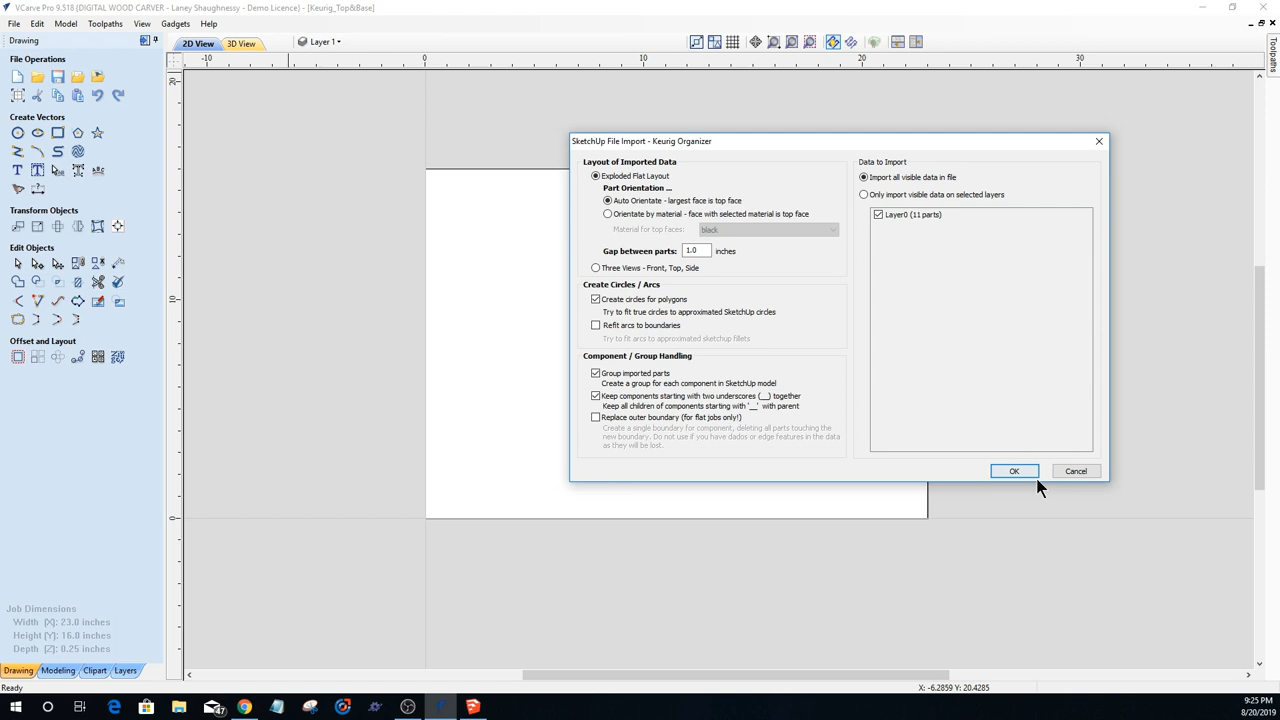 VCarve Pro 9.518 (DIGITAL WOOD CARVER - Laney Shaughnessy - Demo Licence) - [Keurig_Top&Base]
File Edit Model Toolpaths View Gadgets Help
Drawing
2D View 3D View Layer 1
Toolpaths
-10 0 10 20 30
20
10
0
File Operations
Create Vectors
Transform Objects
Edit Objects
Offset and Layout
Job Dimensions
Width (X): 23.0 inches
Height (Y): 16.0 inches
Depth (Z): 0.25 inches
Drawing Modeling Clipart Layers
SketchUp File Import - Keurig Organizer
Layout of Imported Data
Exploded Flat Layout
Part Orientation ...
Auto Orientate - largest face is top face
Orientate by material - face with selected material is top face
Material for top faces: black
Gap between parts: 1.0 inches
Three Views - Front, Top, Side
Create Circles / Arcs
Create circles for polygons
Try to fit true circles to approximated SketchUp circles
Refit arcs to boundaries
Try to fit arcs to approximated sketchup fillets
Component / Group Handling
Group imported parts
Create a group for each component in SketchUp model
Keep components starting with two underscores (__) together
Keep all children of components starting with '__' with parent
Replace outer boundary (for flat jobs only!)
Create a single boundary for component, deleting all parts touching the
new boundary. Do not use if you have dados or edge features in the data
as they will be lost.
Data to Import
Import all visible data in file
Only import visible data on selected layers
Layer0 (11 parts)
OK Cancel
Ready
X: -6.2859 Y: 20.4285
47
9:25 PM
8/20/2019